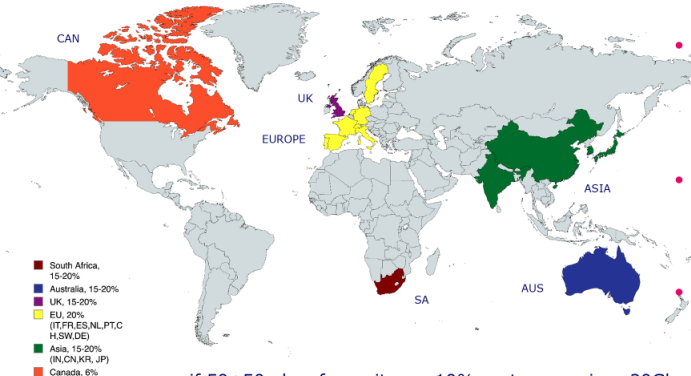 CAN
UK
EUROPE
ASIA
AUS
SA
South Africa,
15-20%
Australia, 15-20%
UK, 15-20%
EU, 20%
(IT,FR,ES,NL,PT,C
H,SW,DE)
Asia, 15-20%
(IN,CN,KR, JP)
Canada, 6%